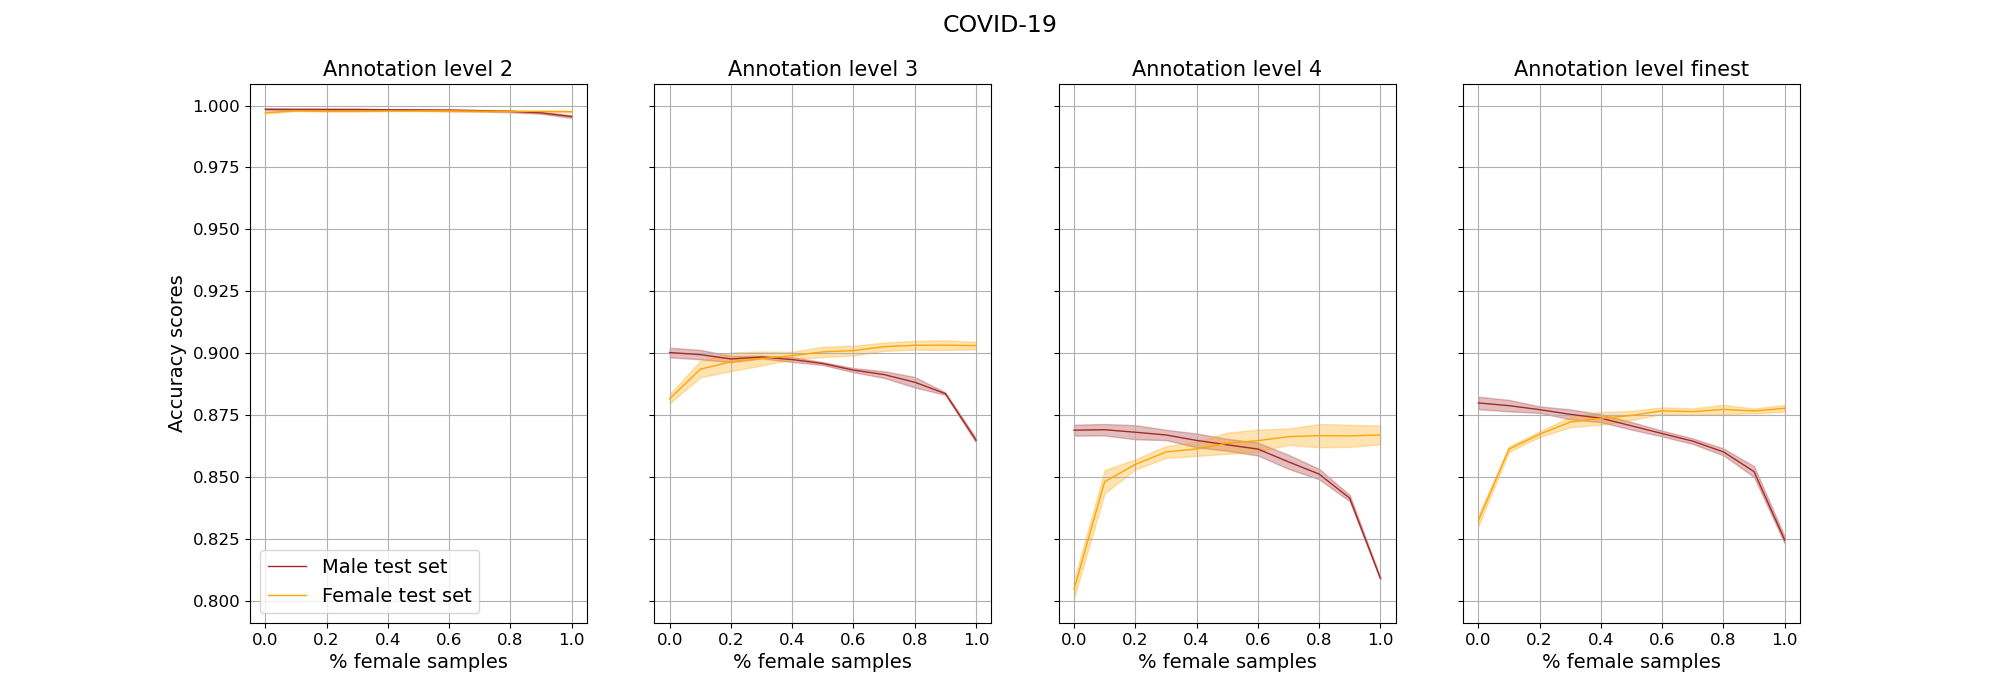 COVID-19
Annotation level 2
Annotation level 3
Annotation level 4
Annotation level finest
Accuracy scores
1.000
0.975
0.950
0.925
0.900
0.875
0.850
0.825
0.800
Male test set
Female test set
0.0 0.2 0.4 0.6 0.8 1.0
% female samples
0.0 0.2 0.4 0.6 0.8 1.0
% female samples
0.0 0.2 0.4 0.6 0.8 1.0
% female samples
0.0 0.2 0.4 0.6 0.8 1.0
% female samples